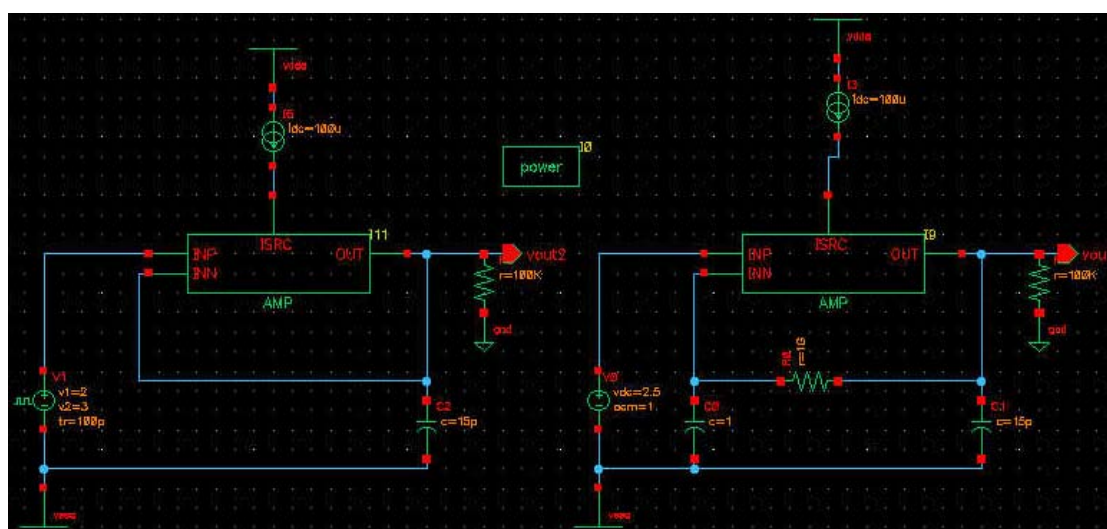 vdda
I6
Idc=100u
vdda
I3
Idc=100u
I0
power
I11
ISRC
INP
OUT
INN
AMP
vout2
r=100K
gnd
I9
ISRC
INP
OUT
INN
AMP
vou
r=100K
gnd
V1
v1=2
v2=3
tr=100p
C2
c=15p
R0
r=1G
V0
vdc=2.5
acm=1
C0
c=1
C1
c=15p